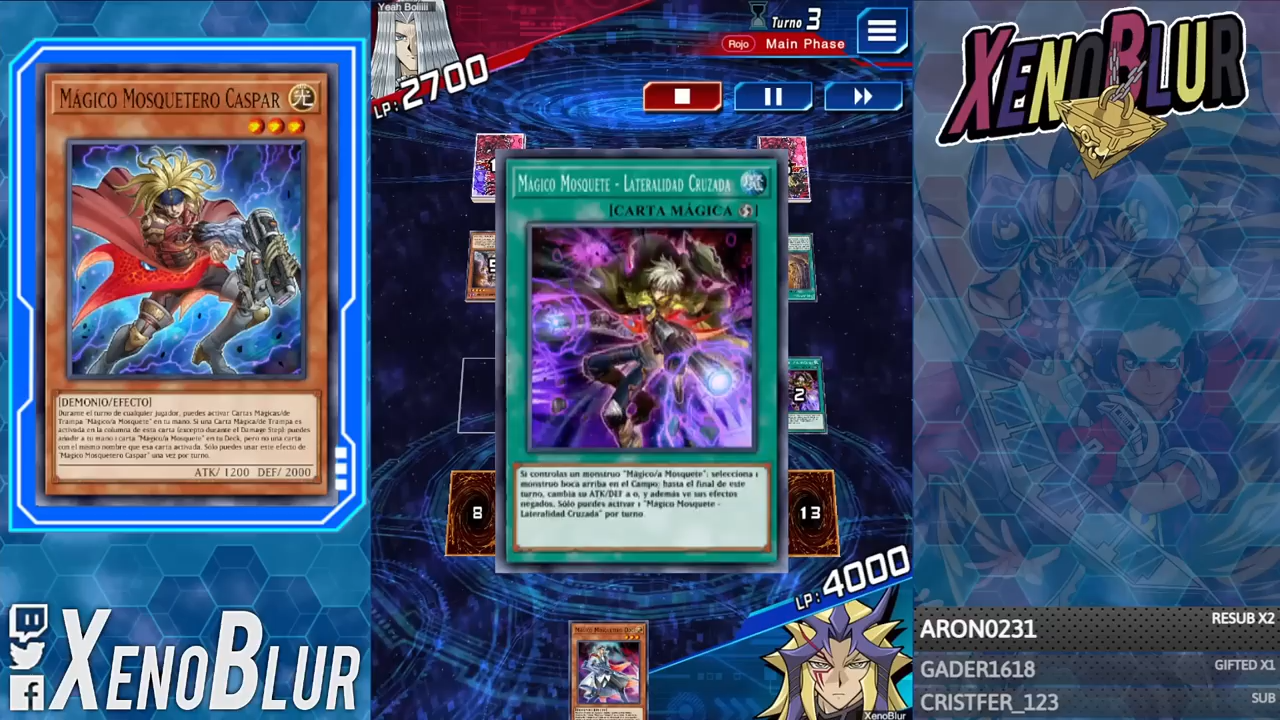 MÁGICO MOSQUETERO CASPAR
光
[DEMONIO/EFECTO]
Durante el turno de cualquier jugador, puedes activar Cartas Mágicas/de
Trampa "Mágico/a Mosquete" en tu mano. Si una Carta Mágica/de Trampa es
activada en la columna de esta carta (excepto durante el Damage Step): puedes
añadir a tu mano 1 carta "Mágico/a Mosquete" en tu Deck, pero no una carta
con el mismo nombre que esa carta activada. Sólo puedes usar este efecto de
"Mágico Mosquetero Caspar" una vez por turno.
ATK/ 1200 DEF/ 2000
XENOBLUR
Yeah Boiiiii
LP: 2700
Turno 3
Rojo Main Phase
MÁGICO MOSQUETE - LATERALIDAD CRUZADA
[CARTA MÁGICA]
Si controlas un monstruo "Mágico/a Mosquete": selecciona 1
monstruo boca arriba en el Campo; hasta el final de este
turno, cambia su ATK/DEF a 0, y además ve sus efectos
negados. Sólo puedes activar 1 "Mágico Mosquete -
Lateralidad Cruzada" por turno.
2
8
13
LP: 4000
XenoBlur
XENOBLUR
ARON0231 RESUB X2
GADER1618 GIFTED X1
CRISTFER_123 SUB